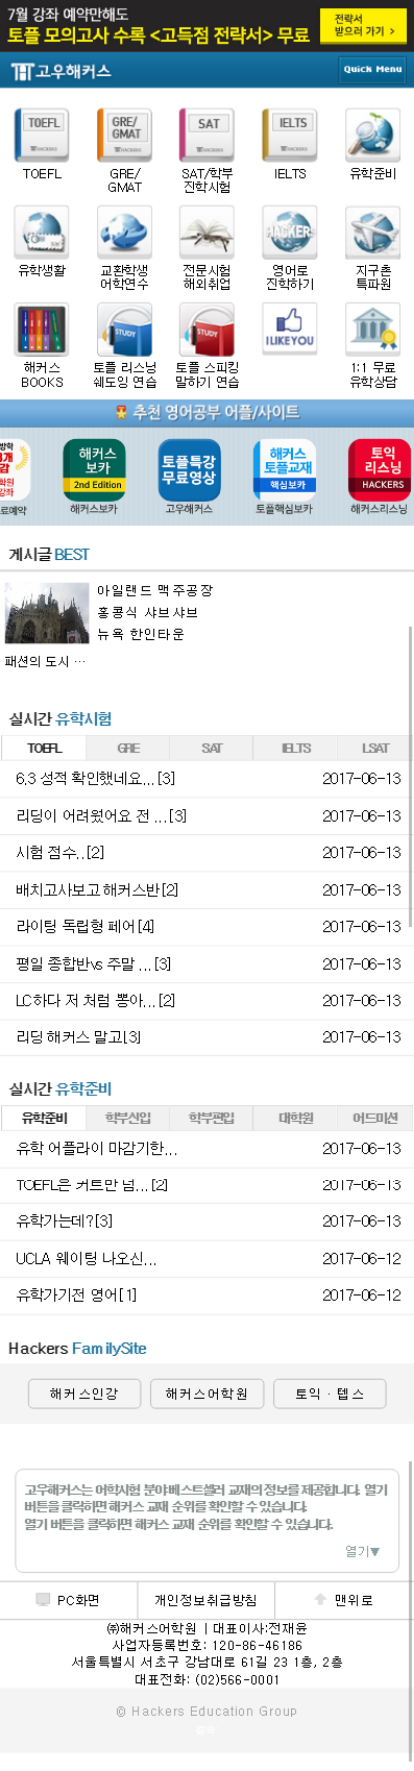 7월 강좌 예약만해도
토플 모의고사 수록 <고득점 전략서> 무료
전략서
받으러 가기 >
고우해커스
Quick Menu
TOEFL
GRE/
GMAT
SAT
IELTS
TOEFL
GRE/
GMAT
SAT/학부
진학시험
IELTS
유학준비
HACKERS
유학생활
교환학생
어학연수
전문시험
해외취업
영어로
진학하기
지구촌
특파원
STUDY
STUDY
I LIKE YOU
해커스
BOOKS
토플 리스닝
쉐도잉 연습
토플 스피킹
말하기 연습
1:1 무료
유학상담
추천 영어공부 어플/사이트
해커스
보카
2nd Edition
토플특강
무료영상
해커스
토플교재
핵심보카
토익
리스닝
HACKERS
료예약
해커스보카
고우해커스
토플핵심보카
해커스리스닝
게시글 BEST
아일랜드 맥주공장
홍콩식 샤브샤브
뉴욕 한인타운
패션의 도시 ...
실시간 유학시험
TOEFL GRE SAT IELTS LSAT
6.3 성적 확인했네요...[3] 2017-06-13
리딩이 어려웠어요 전 ...[3] 2017-06-13
시험 점수..[2] 2017-06-13
배치고사보고 해커스반[2] 2017-06-13
라이팅 독립형 페어[4] 2017-06-13
평일 종합반vs 주말 ...[3] 2017-06-13
LC하다 저 처럼 뽕아...[2] 2017-06-13
리딩 해커스 말고[3] 2017-06-13
실시간 유학준비
유학준비 학부신입 학부편입 대학원 어드미션
유학 어플라이 마감기한... 2017-06-13
TOEFL은 커트만 넘...[2] 2017-06-13
유학가는데?[3] 2017-06-13
UCLA 웨이팅 나오신... 2017-06-12
유학가기전 영어[1] 2017-06-12
Hackers FamilySite
해커스인강 해커스어학원 토익·텝스
고우해커스는 어학시험 분야 베스트셀러 교재의 정보를 제공합니다. 열기
버튼을 클릭하면 해커스 교재 순위를 확인할 수 있습니다.
열기 버튼을 클릭하면 해커스 교재 순위를 확인할 수 있습니다.
열기▼
PC화면 개인정보취급방침 맨위로
㈜해커스어학원 | 대표이사:전재윤
사업자등록번호: 120-86-46186
서울특별시 서초구 강남대로 61길 23 1층, 2층
대표전화: (02)566-0001
© Hackers Education Group